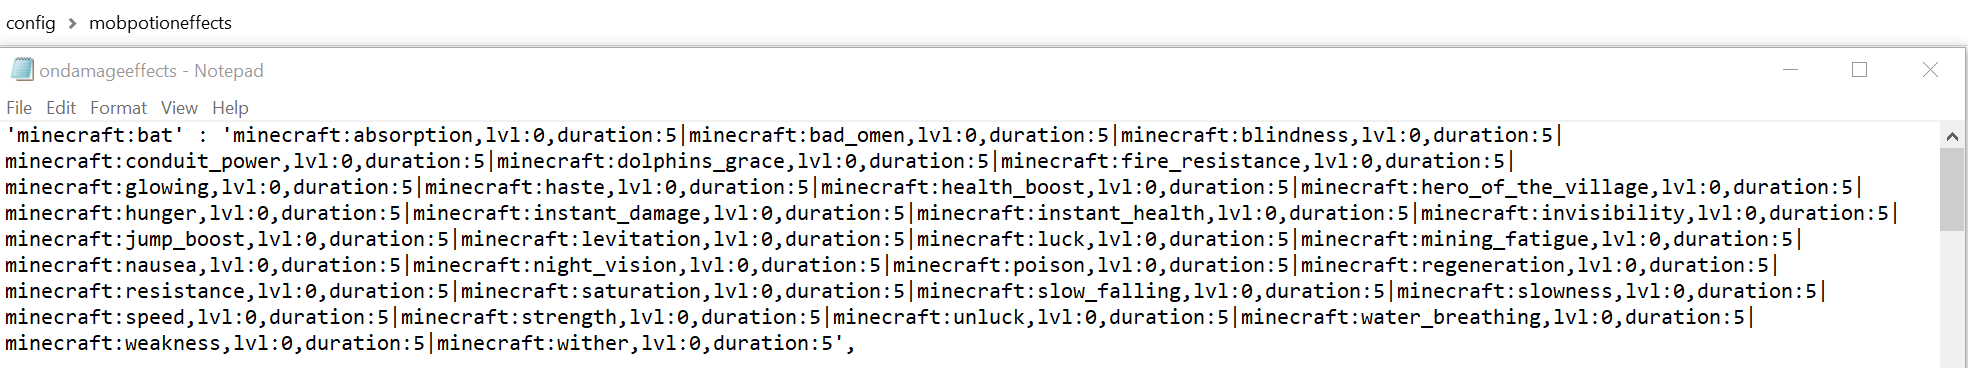 config > mobpotioneffects
ondamageeffects - Notepad
File Edit Format View Help
'minecraft:bat' : 'minecraft:absorption,lvl:0,duration:5|minecraft:bad_omen,lvl:0,duration:5|minecraft:blindness,lvl:0,duration:5|
minecraft:conduit_power,lvl:0,duration:5|minecraft:dolphins_grace,lvl:0,duration:5|minecraft:fire_resistance,lvl:0,duration:5|
minecraft:glowing,lvl:0,duration:5|minecraft:haste,lvl:0,duration:5|minecraft:health_boost,lvl:0,duration:5|minecraft:hero_of_the_village,lvl:0,duration:5|
minecraft:hunger,lvl:0,duration:5|minecraft:instant_damage,lvl:0,duration:5|minecraft:instant_health,lvl:0,duration:5|minecraft:invisibility,lvl:0,duration:5|
minecraft:jump_boost,lvl:0,duration:5|minecraft:levitation,lvl:0,duration:5|minecraft:luck,lvl:0,duration:5|minecraft:mining_fatigue,lvl:0,duration:5|
minecraft:nausea,lvl:0,duration:5|minecraft:night_vision,lvl:0,duration:5|minecraft:poison,lvl:0,duration:5|minecraft:regeneration,lvl:0,duration:5|
minecraft:resistance,lvl:0,duration:5|minecraft:saturation,lvl:0,duration:5|minecraft:slow_falling,lvl:0,duration:5|minecraft:slowness,lvl:0,duration:5|
minecraft:speed,lvl:0,duration:5|minecraft:strength,lvl:0,duration:5|minecraft:unluck,lvl:0,duration:5|minecraft:water_breathing,lvl:0,duration:5|
minecraft:weakness,lvl:0,duration:5|minecraft:wither,lvl:0,duration:5',